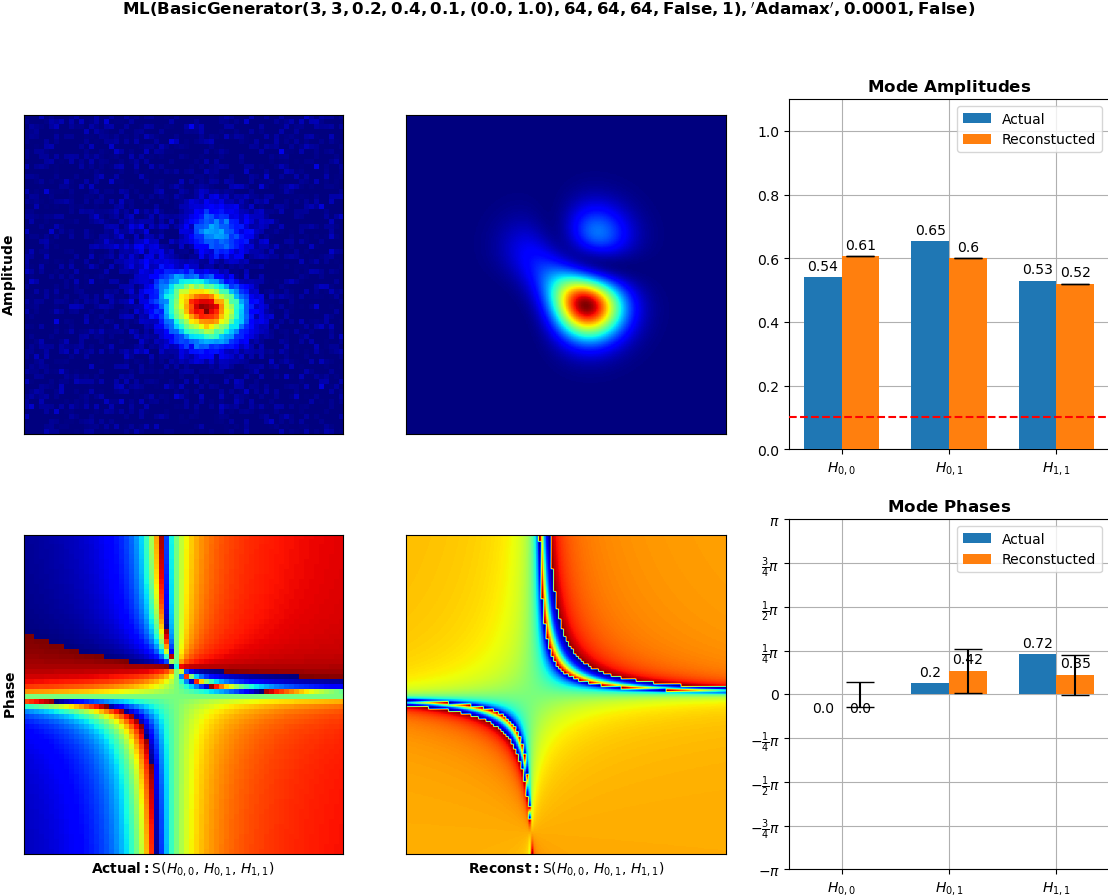 ML(BasicGenerator(3, 3, 0.2, 0.4, 0.1, (0.0, 1.0), 64, 64, 64, False, 1), ′Adamax′, 0.0001, False)
Amplitude
Mode Amplitudes
Actual
Reconstucted
1.0
0.8
0.6
0.4
0.2
0.0
0.54
0.61
0.65
0.6
0.53
0.52
H0,0
H0,1
H1,1
Phase
Actual: S(H0,0, H0,1, H1,1)
Reconst: S(H0,0, H0,1, H1,1)
Mode Phases
Actual
Reconstucted
π
3/4π
1/2π
1/4π
0
−1/4π
−1/2π
−3/4π
−π
0.0
0.0
0.2
0.42
0.72
0.35
H0,0
H0,1
H1,1